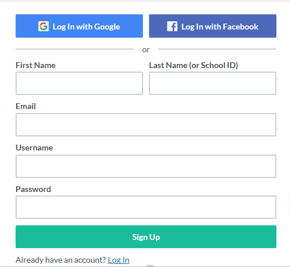 Log In with Google Log In with Facebook
or
First Name Last Name (or School ID)
Email
Username
Password
Sign Up
Already have an account? Log In